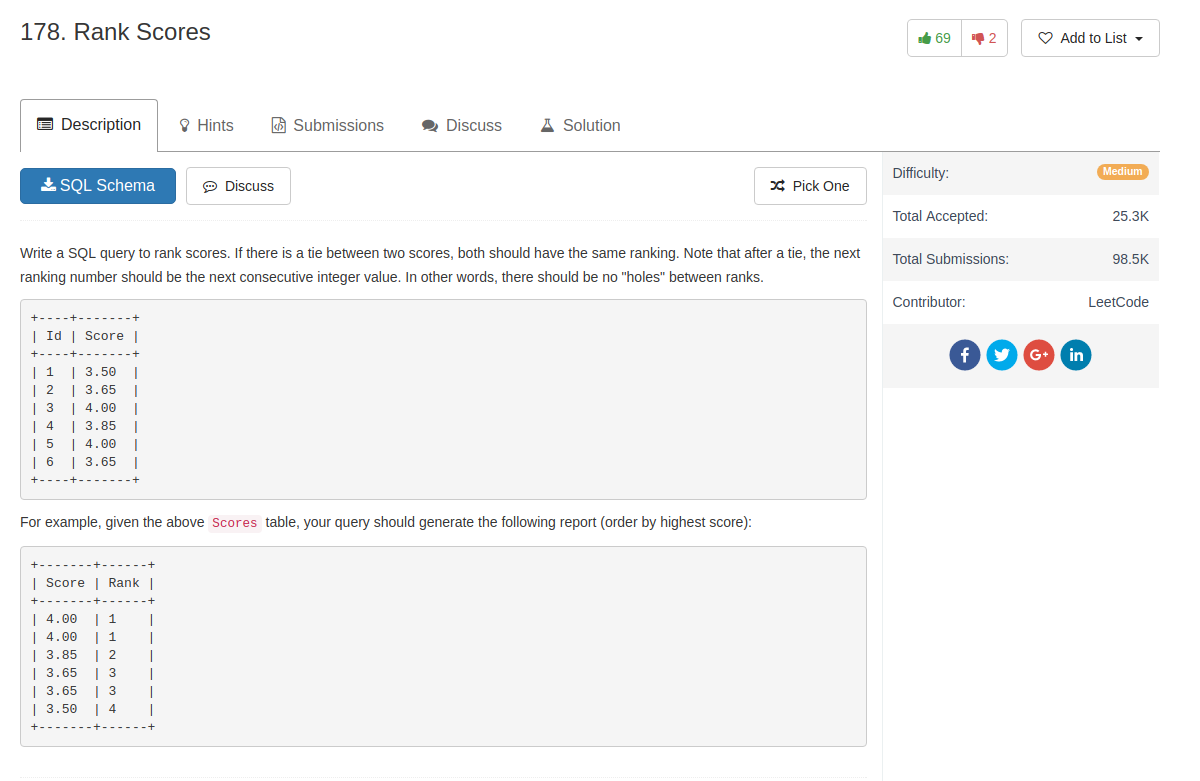 178. Rank Scores
69 2 Add to List
Description Hints Submissions Discuss Solution
SQL Schema Discuss Pick One
Write a SQL query to rank scores. If there is a tie between two scores, both should have the same ranking. Note that after a tie, the next
ranking number should be the next consecutive integer value. In other words, there should be no "holes" between ranks.
+----+-------+
| Id | Score |
+----+-------+
| 1  | 3.50  |
| 2  | 3.65  |
| 3  | 4.00  |
| 4  | 3.85  |
| 5  | 4.00  |
| 6  | 3.65  |
+----+-------+
For example, given the above Scores table, your query should generate the following report (order by highest score):
+-------+------+
| Score | Rank |
+-------+------+
| 4.00  | 1    |
| 4.00  | 1    |
| 3.85  | 2    |
| 3.65  | 3    |
| 3.65  | 3    |
| 3.50  | 4    |
+-------+------+
Difficulty: Medium
Total Accepted: 25.3K
Total Submissions: 98.5K
Contributor: LeetCode
f G+ in